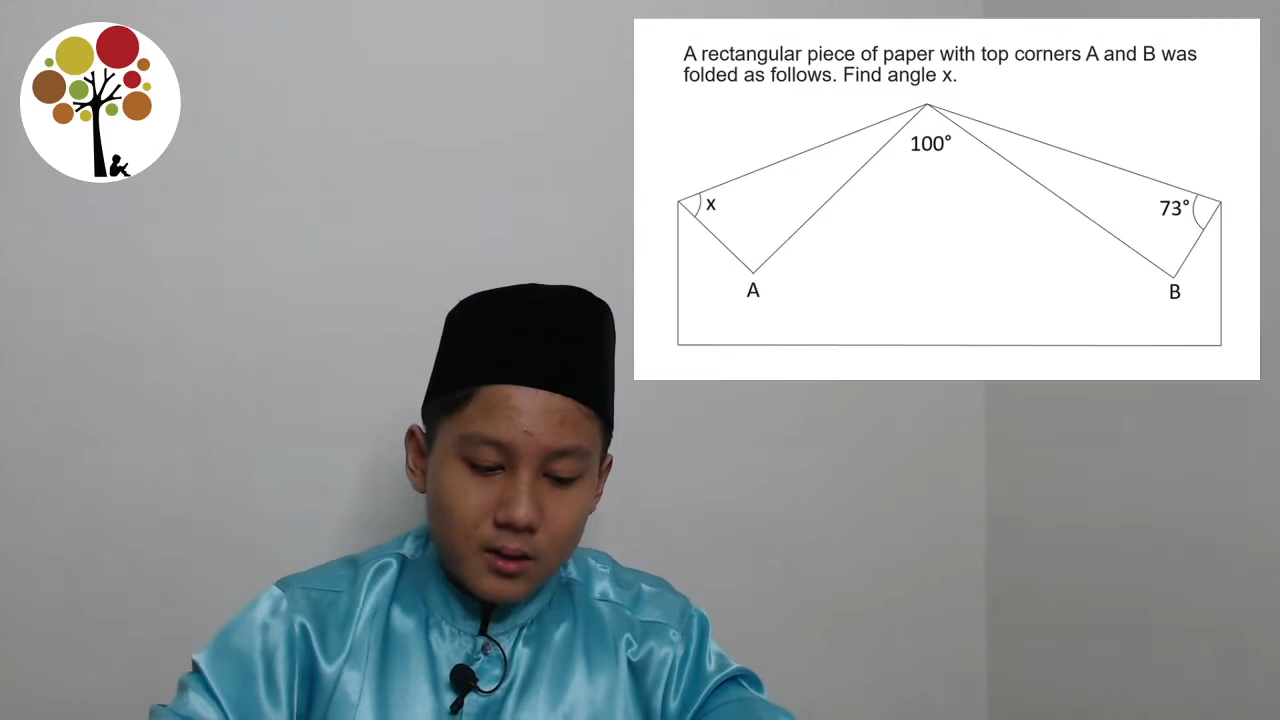 A rectangular piece of paper with top corners A and B was
folded as follows. Find angle x.
100°
x
73°
A
B